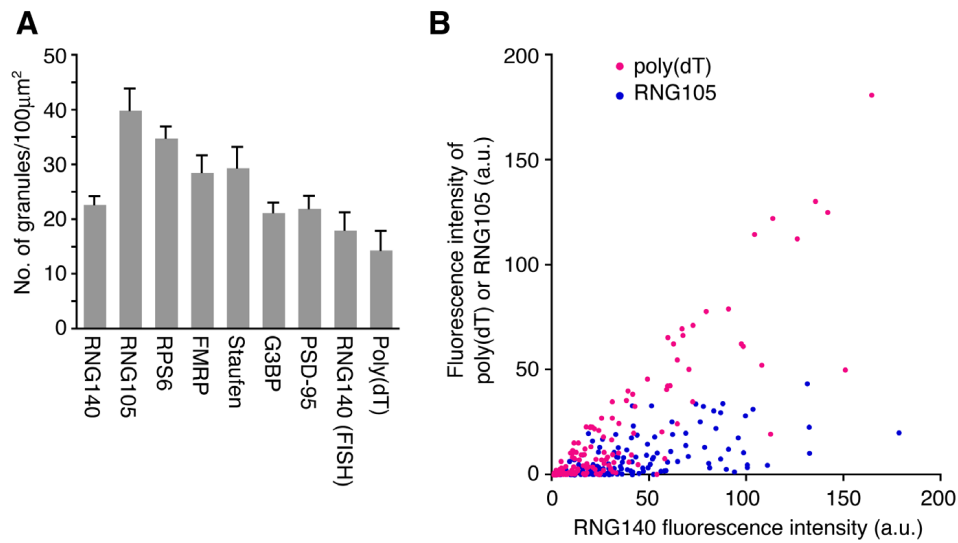 A
No. of granules/100µm²
50
40
30
20
10
0
RNG140
RNG105
RPS6
FMRP
Staufen
G3BP
PSD-95
RNG140 (FISH)
Poly(dT)
B
Fluorescence intensity of
poly(dT) or RNG105 (a.u.)
200
150
100
50
0
poly(dT)
RNG105
0
50
100
150
200
RNG140 fluorescence intensity (a.u.)